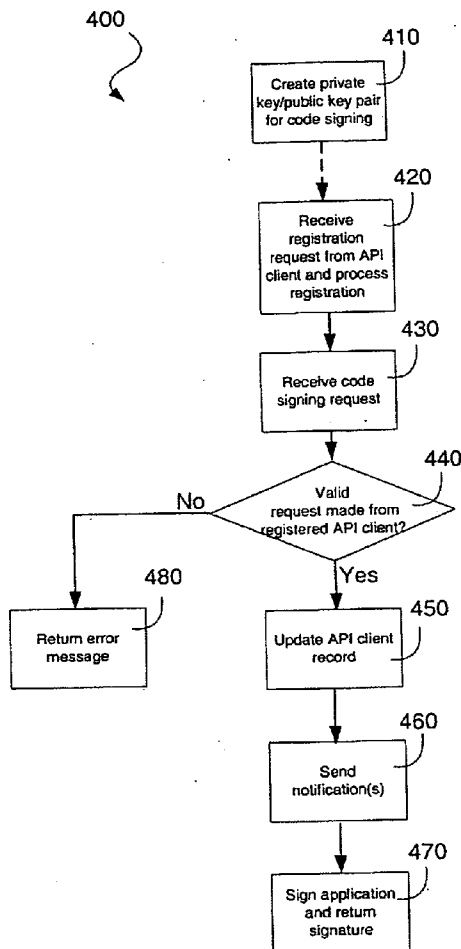 400
410
Create private
key/public key pair
for code signing
420
Receive
registration
request from API
client and process
registration
430
Receive code
signing request
440
Valid
request made from
registered API client?
No
Yes
480
Return error
message
450
Update API client
record
460
Send
notification(s)
470
Sign application
and return
signature